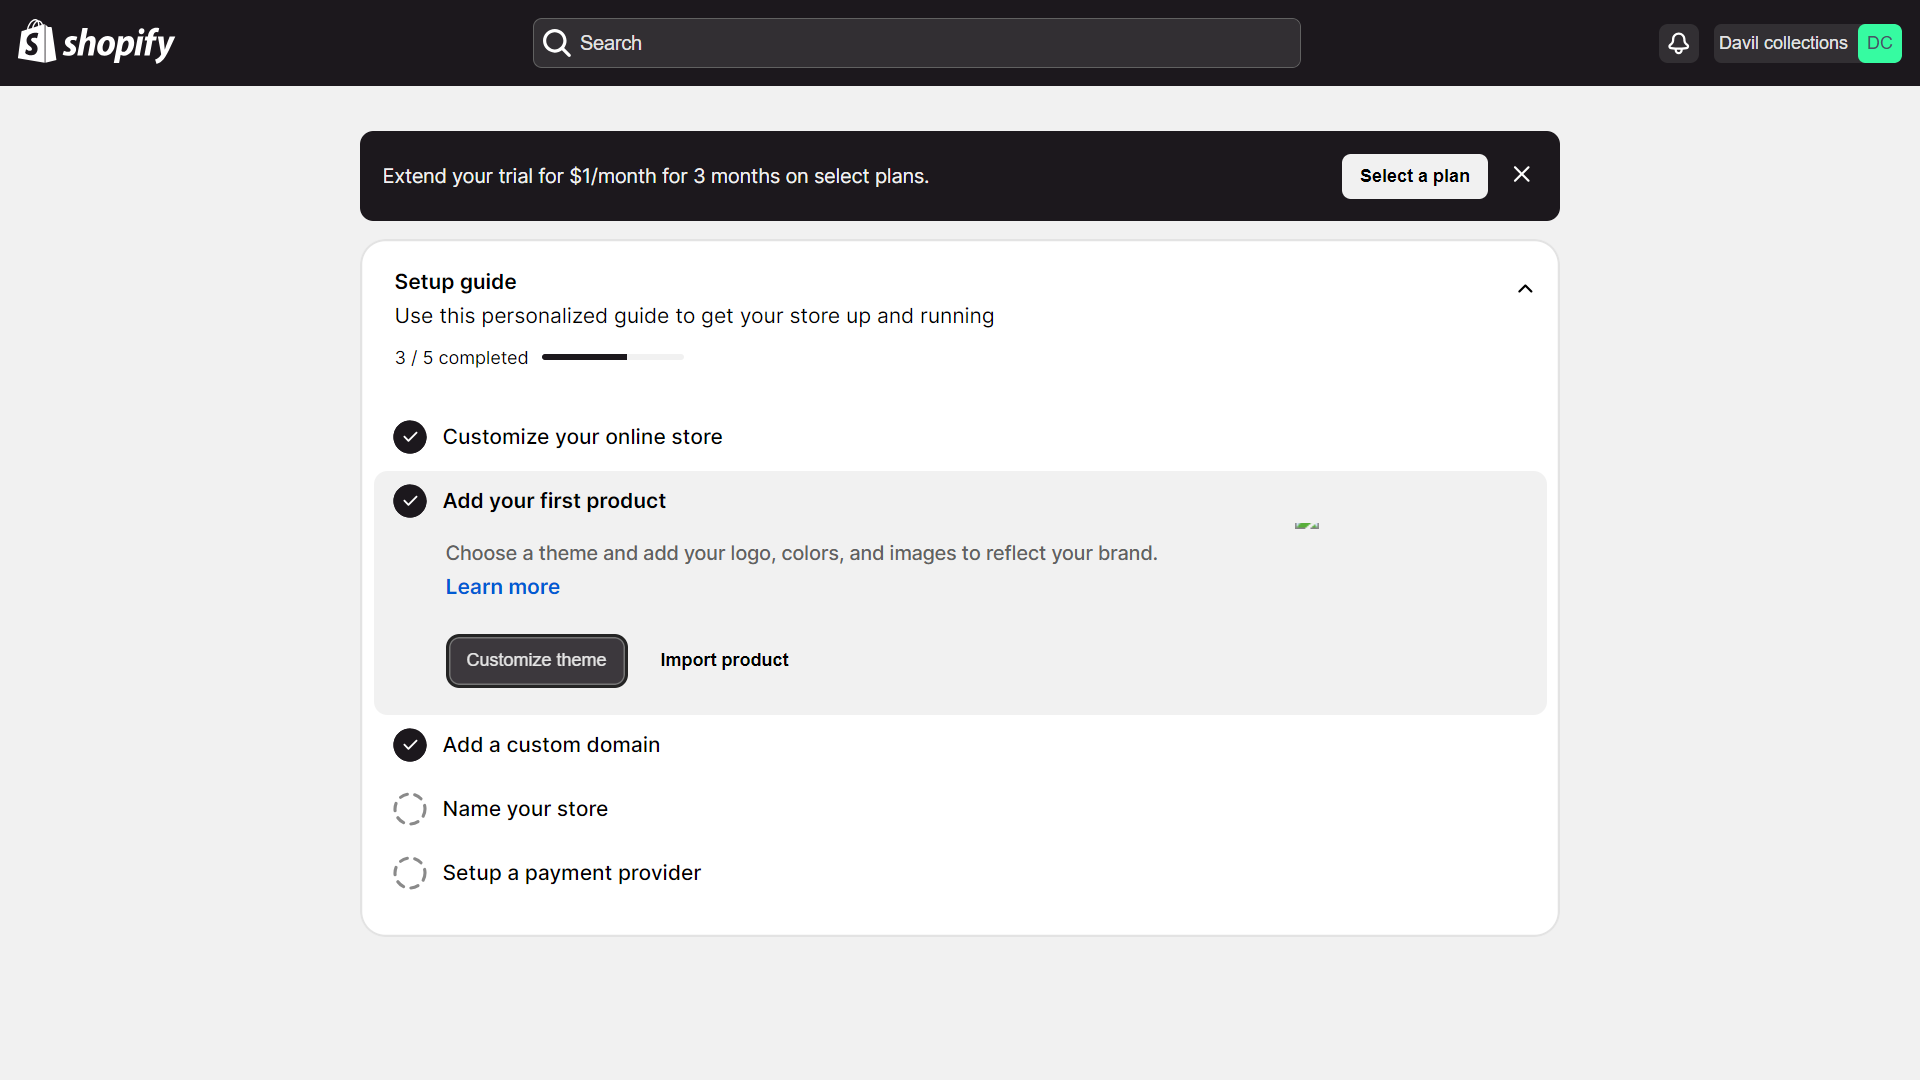 shopify
Search
Davil collections
DC
Extend your trial for $1/month for 3 months on select plans.
Select a plan
Setup guide
Use this personalized guide to get your store up and running
3 / 5 completed
Customize your online store
Add your first product
Choose a theme and add your logo, colors, and images to reflect your brand.
Learn more
Customize theme
Import product
Add a custom domain
Name your store
Setup a payment provider